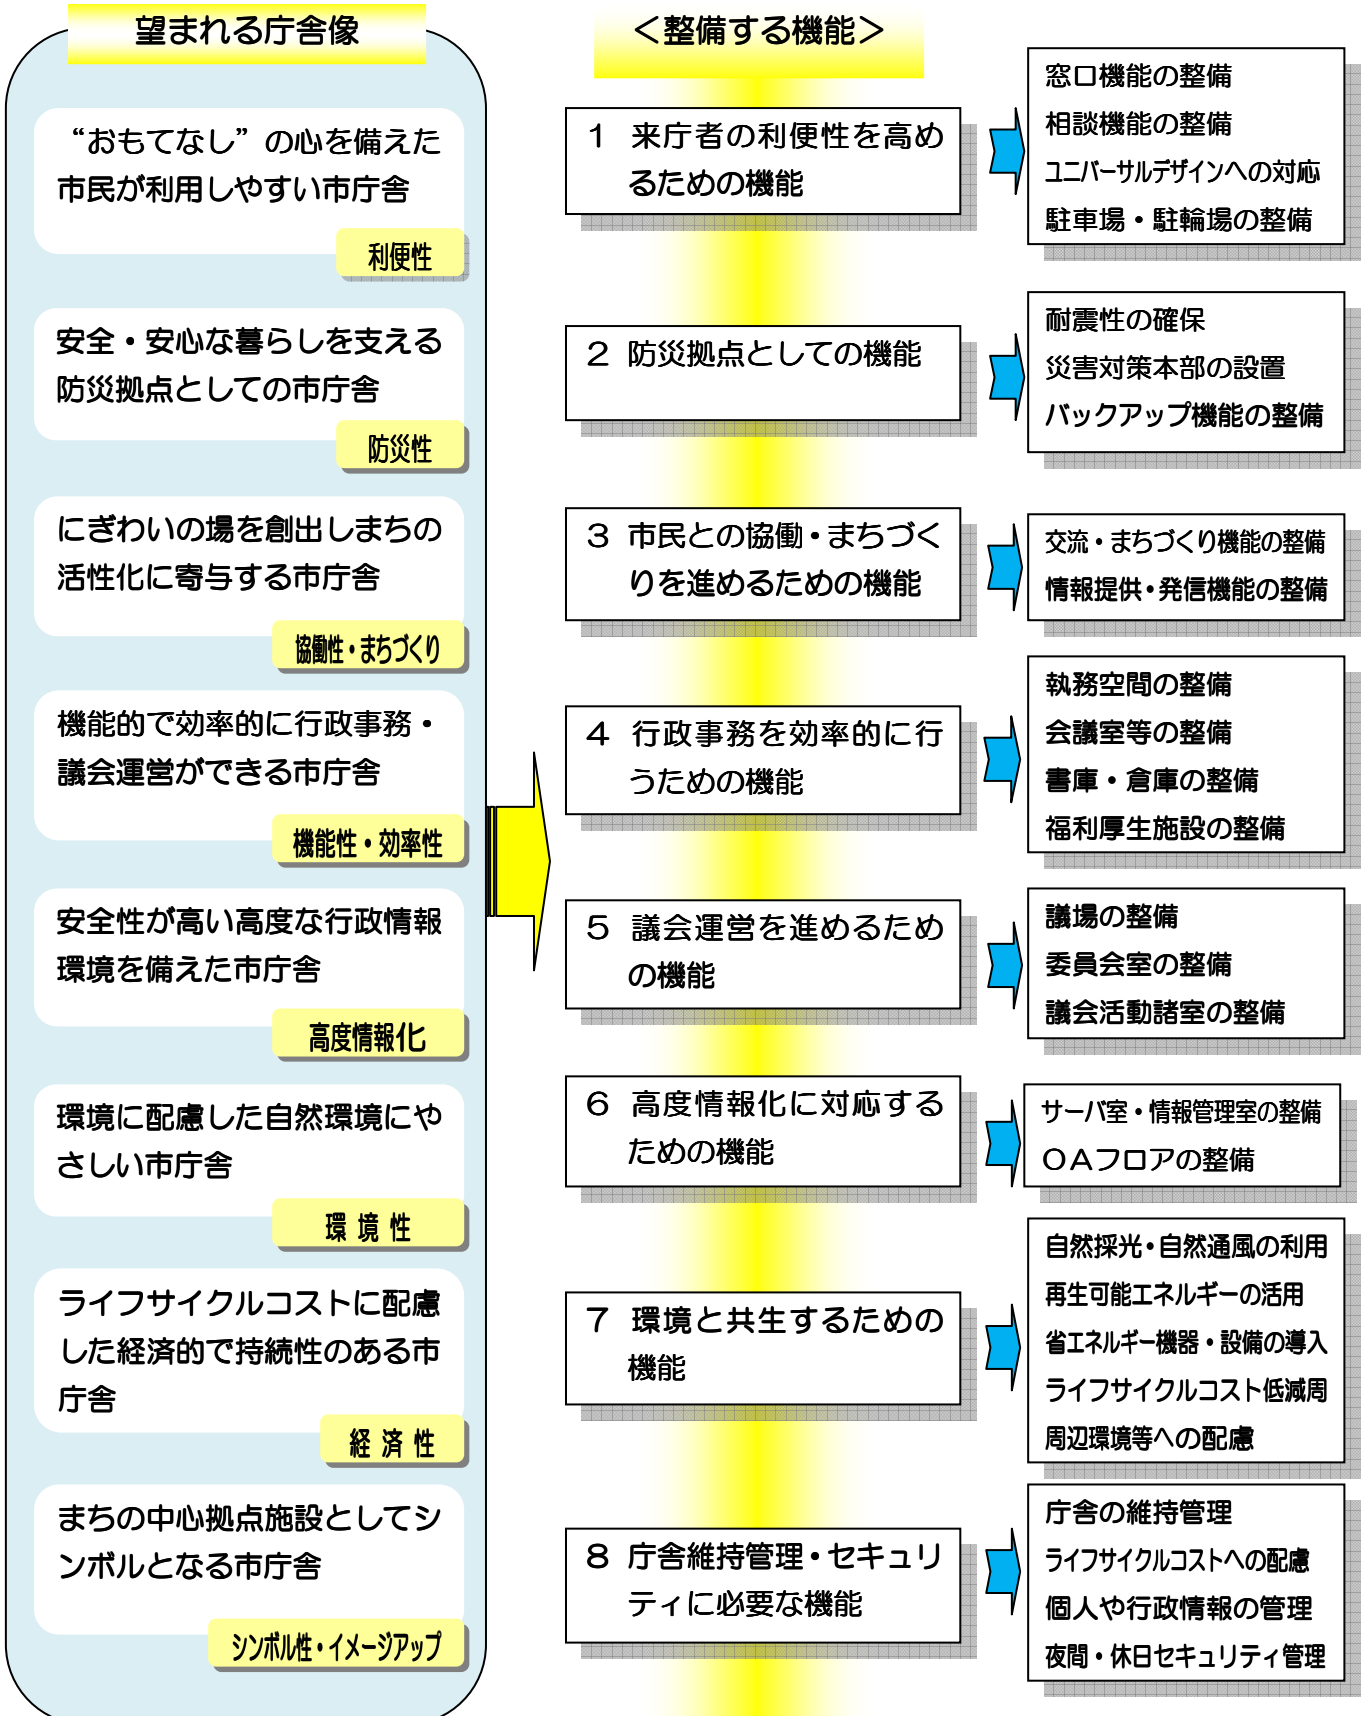 望まれる庁舎像
“おもてなし”の心を備えた
市民が利用しやすい市庁舎
利便性
安全・安心な暮らしを支える
防災拠点としての市庁舎
防災性
にぎわいの場を創出しまちの
活性化に寄与する市庁舎
協働性・まちづくり
機能的で効率的に行政事務・
議会運営ができる市庁舎
機能性・効率性
安全性が高い高度な行政情報
環境を備えた市庁舎
高度情報化
環境に配慮した自然環境にや
さしい市庁舎
環 境 性
ライフサイクルコストに配慮
した経済的で持続性のある市
庁舎
経 済 性
まちの中心拠点施設としてシ
ンボルとなる市庁舎
シンボル性・イメージアップ
＜整備する機能＞
1 来庁者の利便性を高め
るための機能
窓口機能の整備
相談機能の整備
ユニバーサルデザインへの対応
駐車場・駐輪場の整備
2 防災拠点としての機能
耐震性の確保
災害対策本部の設置
バックアップ機能の整備
3 市民との協働・まちづく
りを進めるための機能
交流・まちづくり機能の整備
情報提供・発信機能の整備
4 行政事務を効率的に行
うための機能
執務空間の整備
会議室等の整備
書庫・倉庫の整備
福利厚生施設の整備
5 議会運営を進めるため
の機能
議場の整備
委員会室の整備
議会活動諸室の整備
6 高度情報化に対応する
ための機能
サーバ室・情報管理室の整備
ＯＡフロアの整備
7 環境と共生するための
機能
自然採光・自然通風の利用
再生可能エネルギーの活用
省エネルギー機器・設備の導入
ライフサイクルコスト低減周
周辺環境等への配慮
8 庁舎維持管理・セキュリ
ティに必要な機能
庁舎の維持管理
ライフサイクルコストへの配慮
個人や行政情報の管理
夜間・休日セキュリティ管理